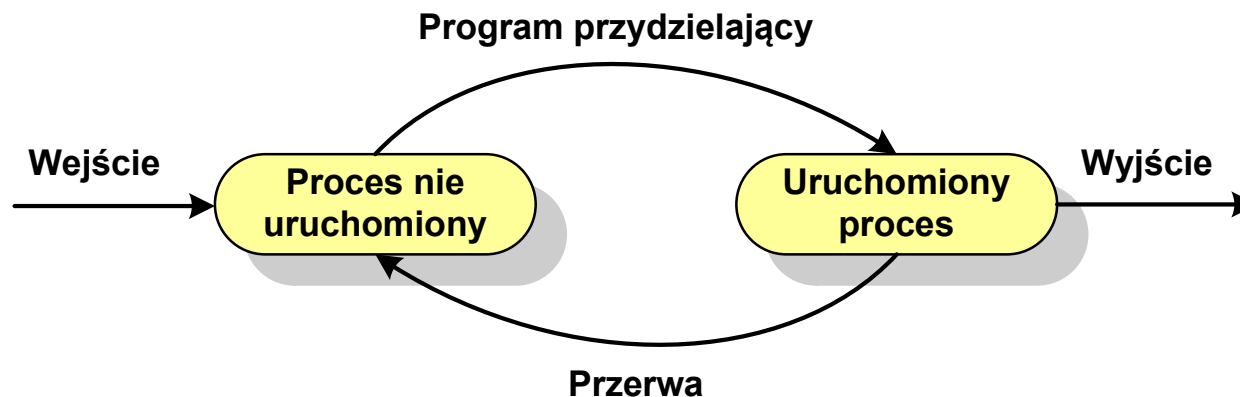 Program przydzielający
Wejście
Proces nie
uruchomiony
Uruchomiony
proces
Wyjście
Przerwa